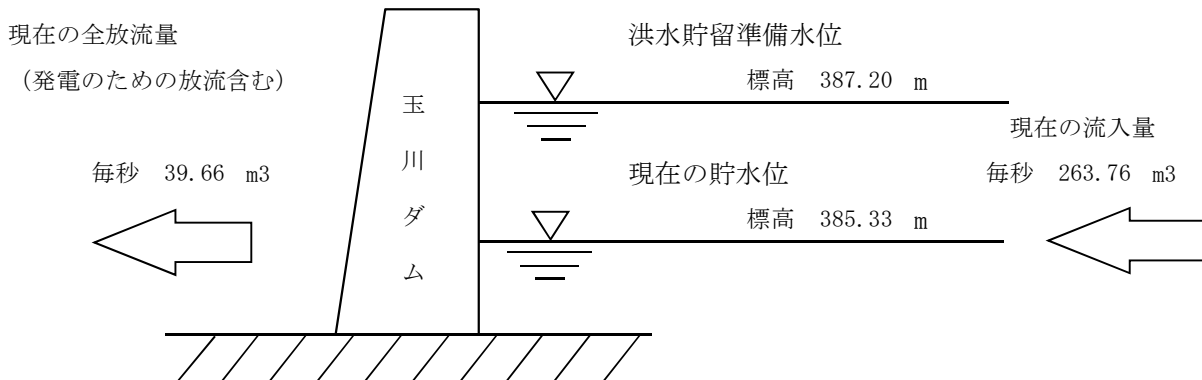 現在の全放流量
（発電のための放流含む）
毎秒　39.66　m3
玉川ダム
洪水貯留準備水位
標高　387.20　m
現在の貯水位
標高　385.33　m
現在の流入量
毎秒　263.76　m3